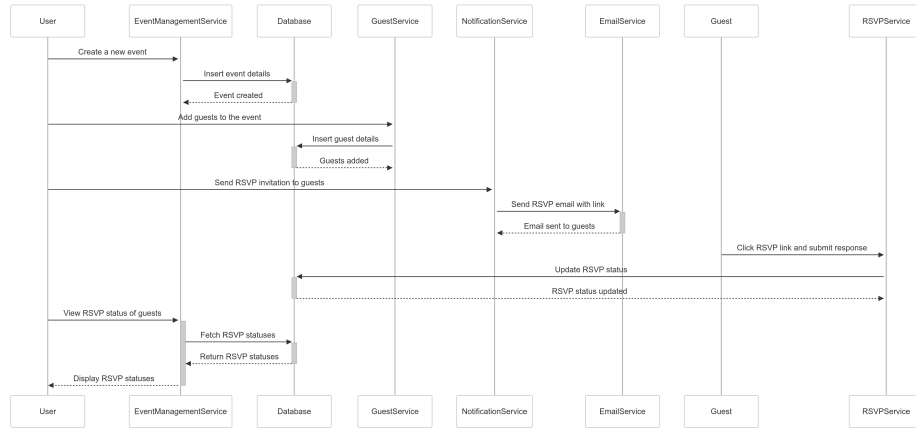 User
EventManagementService
Database
GuestService
NotificationService
EmailService
Guest
RSVPService
Create a new event
Insert event details
Event created
Add guests to the event
Insert guest details
Guests added
Send RSVP invitation to guests
Send RSVP email with link
Email sent to guests
Click RSVP link and submit response
Update RSVP status
RSVP status updated
View RSVP status of guests
Fetch RSVP statuses
Return RSVP statuses
Display RSVP statuses
User
EventManagementService
Database
GuestService
NotificationService
EmailService
Guest
RSVPService